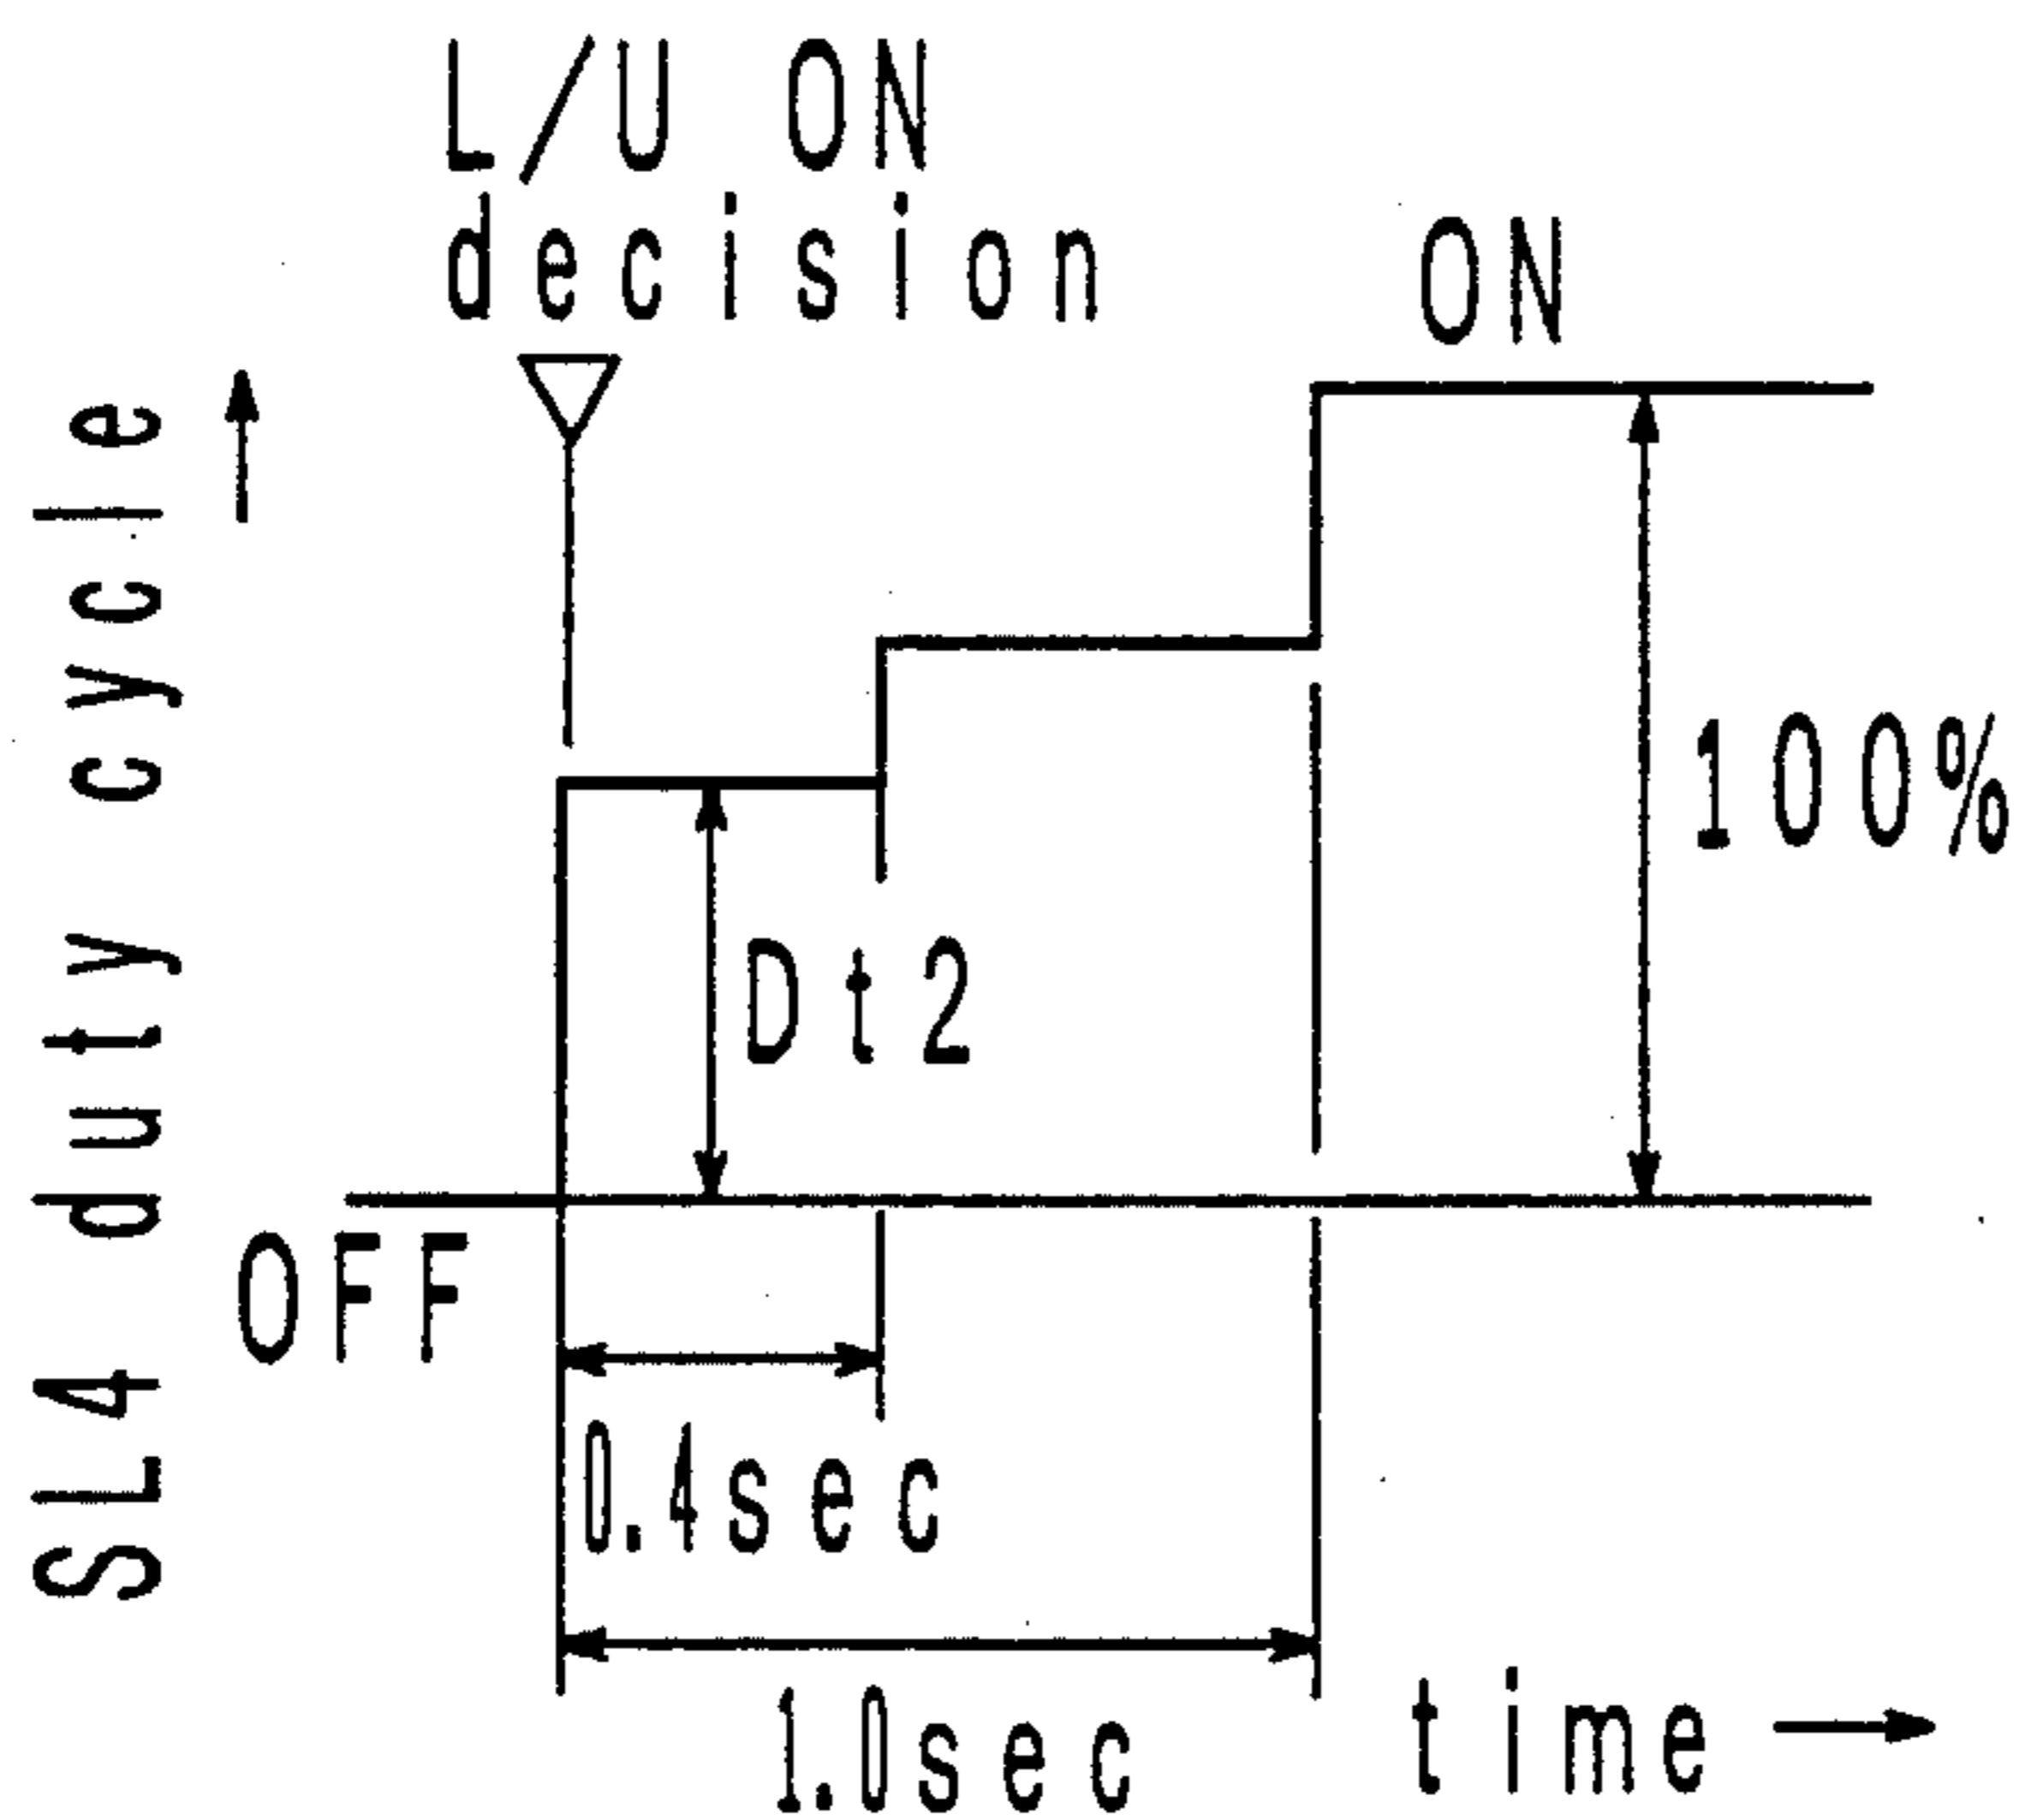 L/U ON
decision
ON
SL4 duty cycle
100%
Dt2
OFF
0.4sec
1.0sec
time